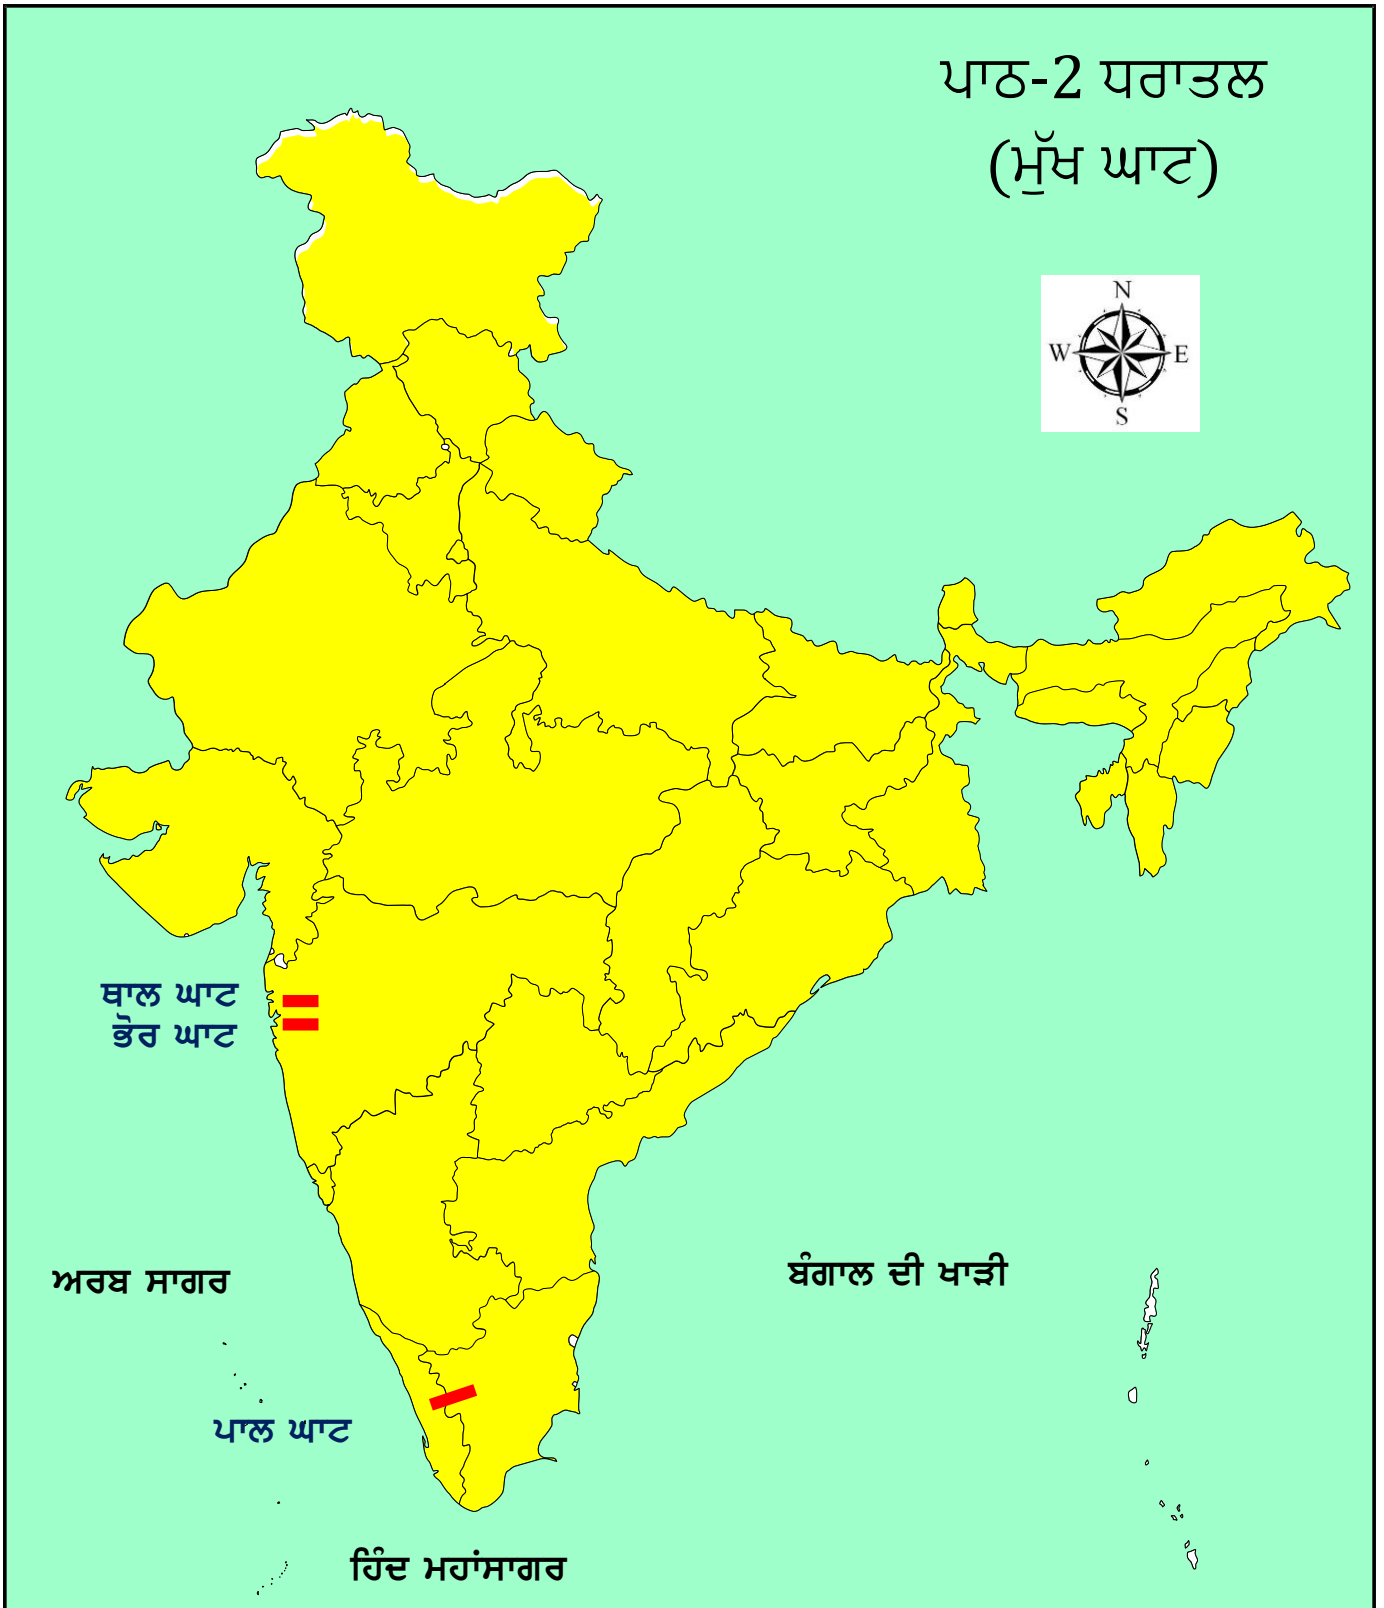 ਪਾਠ-2 ਧਰਾਤਲ
(ਮੁੱਖ ਘਾਟ)
N
W E
S
ਥਾਲ ਘਾਟ
ਭੋਰ ਘਾਟ
ਅਰਬ ਸਾਗਰ
ਬੰਗਾਲ ਦੀ ਖਾੜੀ
ਪਾਲ ਘਾਟ
ਹਿੰਦ ਮਹਾਂਸਾਗਰ